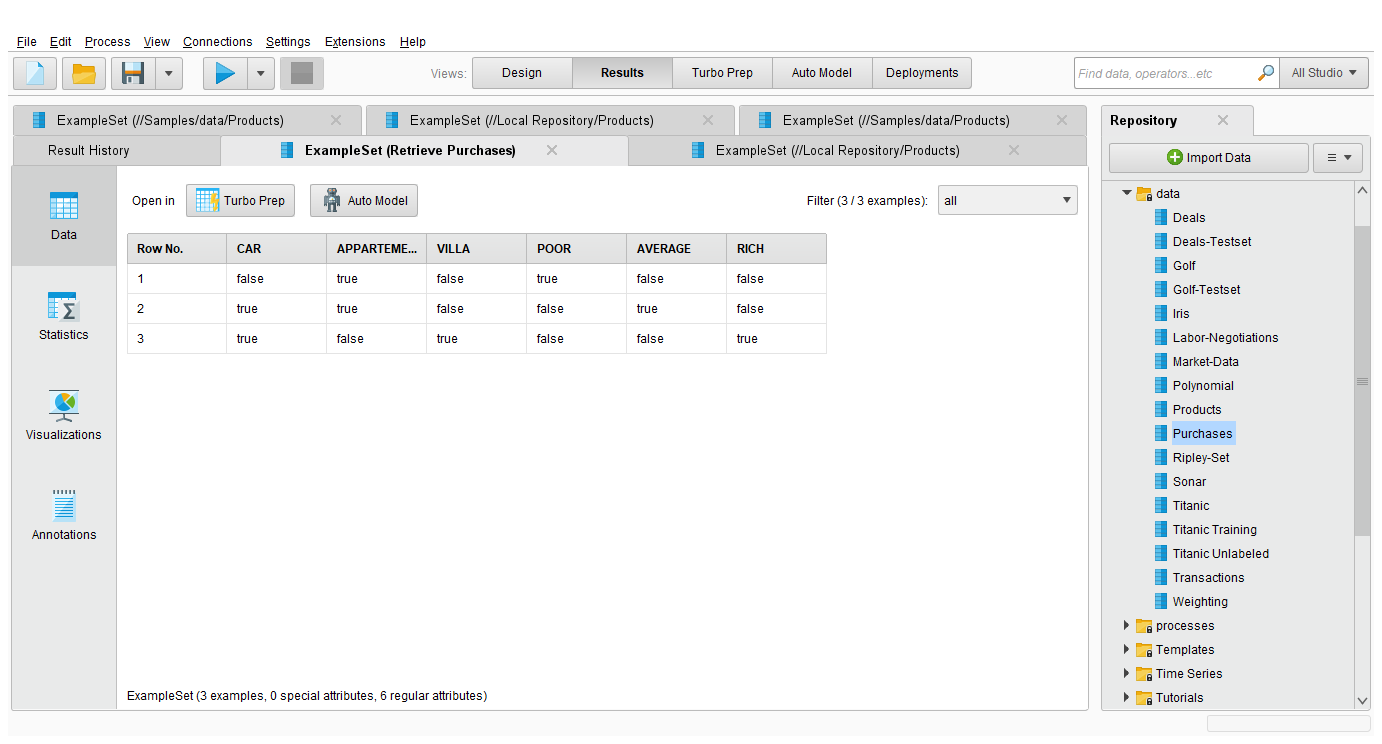 File Edit Process View Connections Settings Extensions Help
Views: Design Results Turbo Prep Auto Model Deployments Find data, operators...etc All Studio
ExampleSet (//Samples/data/Products) ExampleSet (//Local Repository/Products) ExampleSet (//Samples/data/Products)
Result History ExampleSet (Retrieve Purchases) ExampleSet (//Local Repository/Products)
Data
Statistics
Visualizations
Annotations
Open in Turbo Prep Auto Model Filter (3 / 3 examples): all
Row No. CAR APPARTEME... VILLA POOR AVERAGE RICH
1 false true false true false false
2 true true false false true false
3 true false true false false true
ExampleSet (3 examples, 0 special attributes, 6 regular attributes)
Repository
Import Data
data
Deals
Deals-Testset
Golf
Golf-Testset
Iris
Labor-Negotiations
Market-Data
Polynomial
Products
Purchases
Ripley-Set
Sonar
Titanic
Titanic Training
Titanic Unlabeled
Transactions
Weighting
processes
Templates
Time Series
Tutorials